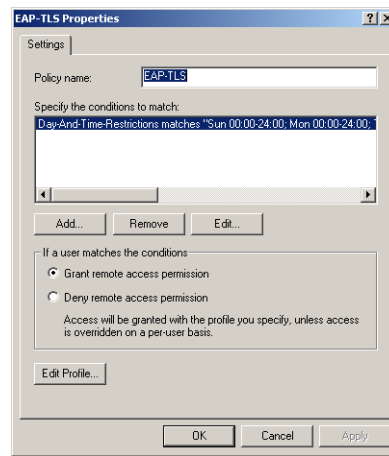 EAP-TLS Properties
Settings
Policy name: EAP-TLS
Specify the conditions to match:
Day-And-Time-Restrictions matches "Sun 00:00-24:00; Mon 00:00-24:00;
Add... Remove Edit...
If a user matches the conditions
Grant remote access permission
Deny remote access permission
Access will be granted with the profile you specify, unless access
is overridden on a per-user basis.
Edit Profile...
OK Cancel Apply